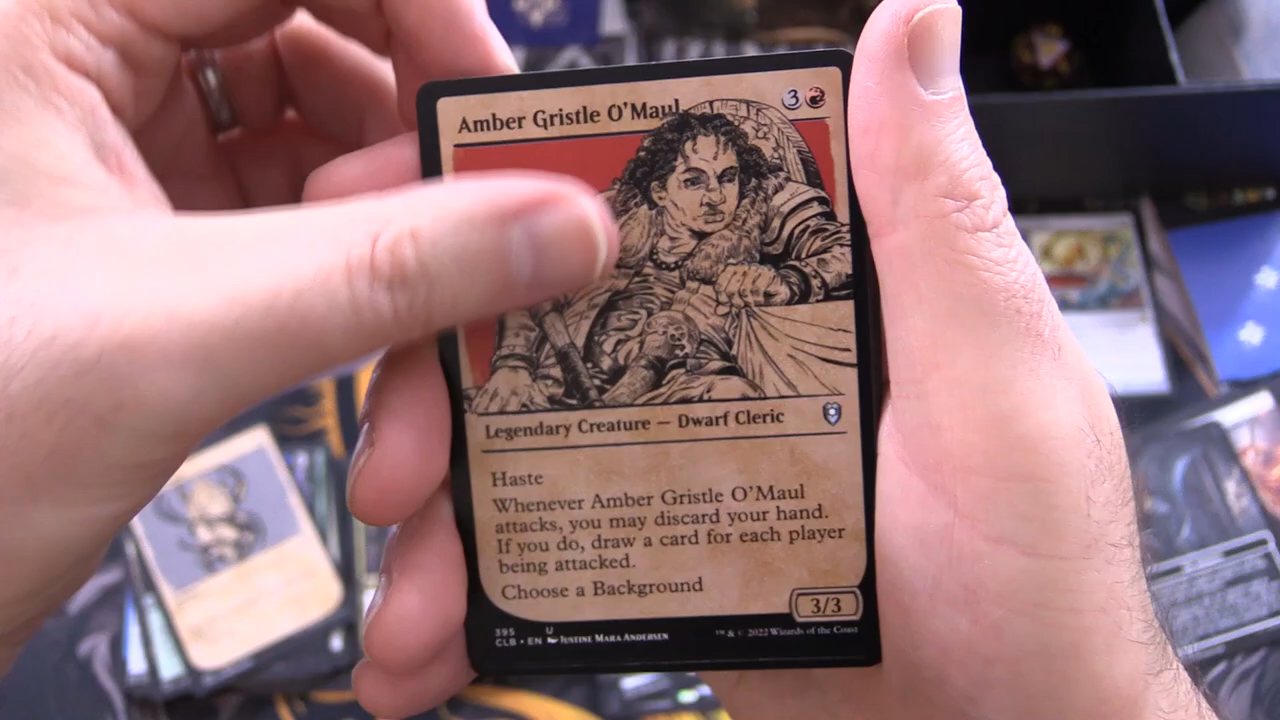 Amber Gristle O'Maul
3
Legendary Creature — Dwarf Cleric
Haste
Whenever Amber Gristle O'Maul
attacks, you may discard your hand.
If you do, draw a card for each player
being attacked.
Choose a Background
3/3
395 U
CLB • EN Justine Mara Andersen
™ & © 2022 Wizards of the Coast